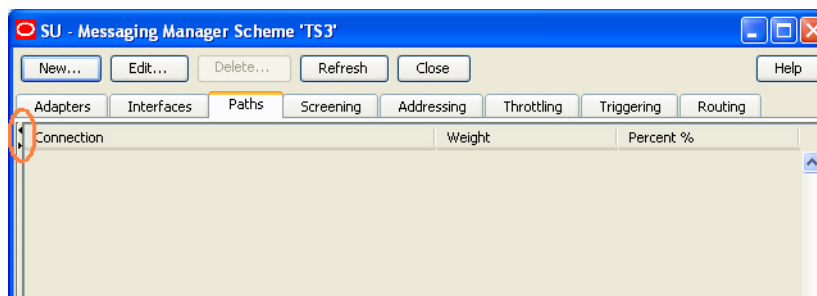 SU - Messaging Manager Scheme 'TS3'
New... Edit... Delete... Refresh Close Help
Adapters Interfaces Paths Screening Addressing Throttling Triggering Routing
Connection Weight Percent %